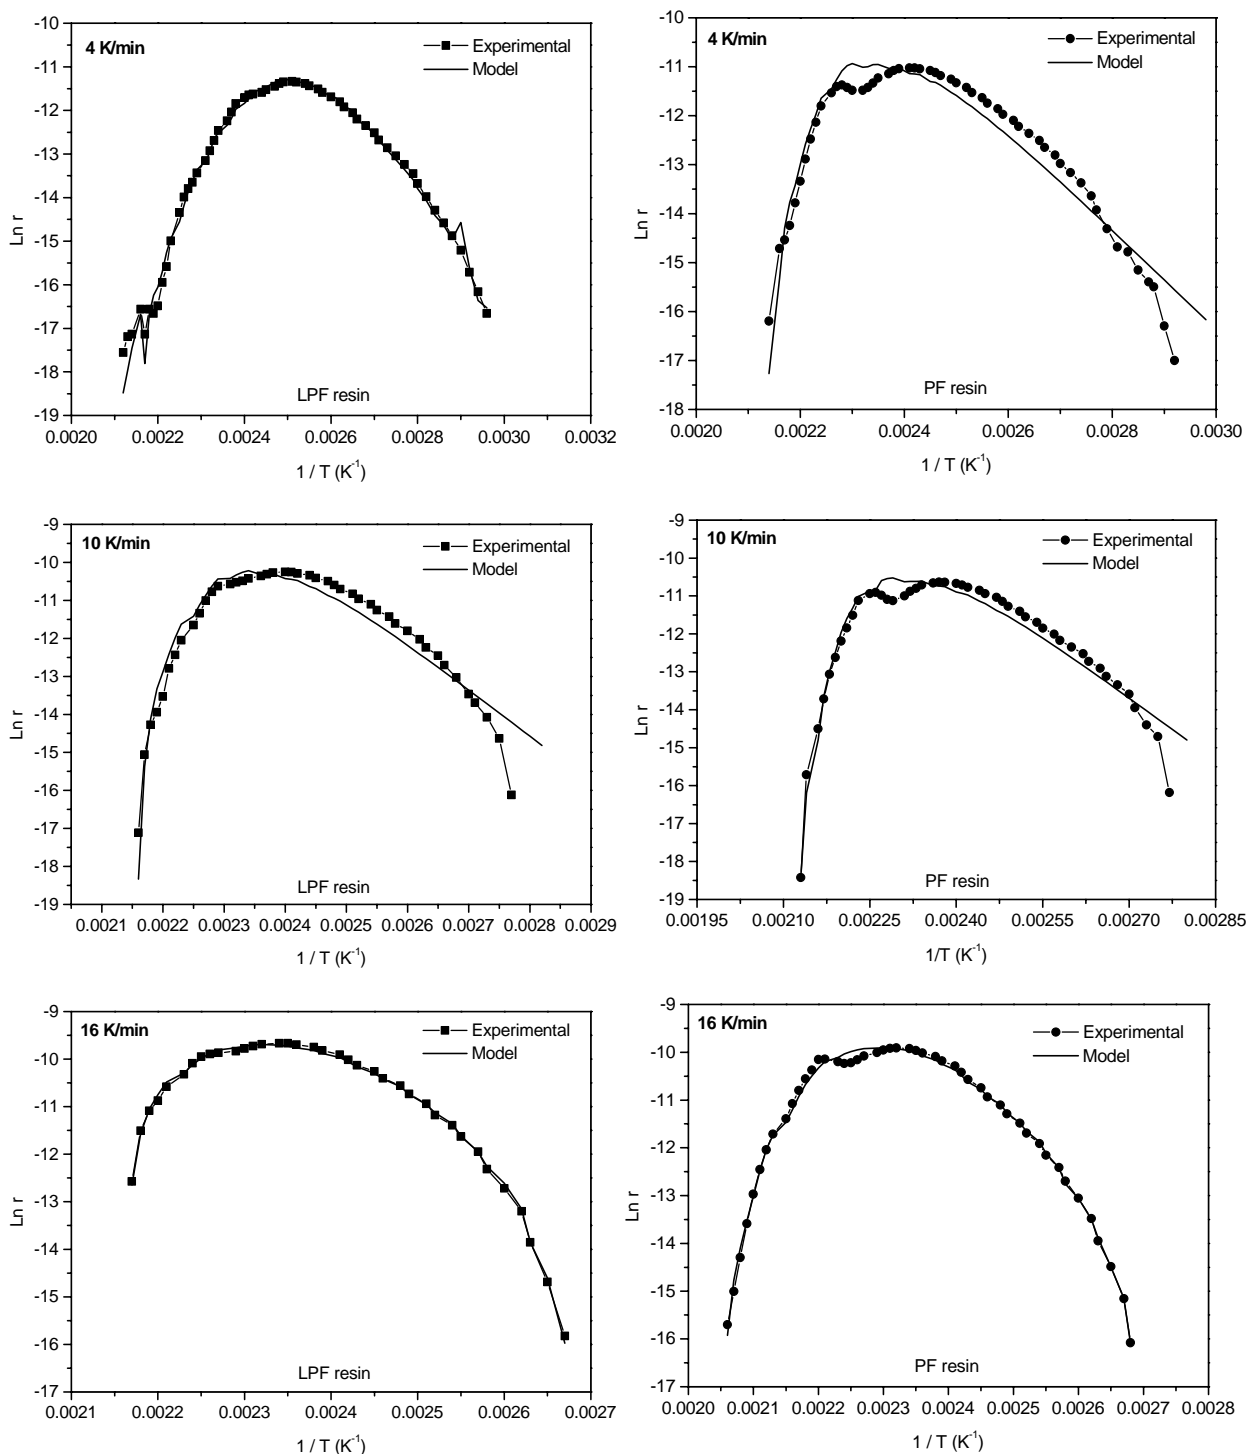 4 K/min
Experimental
Model
Ln r
-10
-11
-12
-13
-14
-15
-16
-17
-18
-19
LPF resin
0.0020 0.0022 0.0024 0.0026 0.0028 0.0030 0.0032
1 / T (K-1)
4 K/min
Experimental
Model
Ln r
-10
-11
-12
-13
-14
-15
-16
-17
-18
PF resin
0.0020 0.0022 0.0024 0.0026 0.0028 0.0030
1 / T (K-1)
10 K/min
Experimental
Model
Ln r
-9
-10
-11
-12
-13
-14
-15
-16
-17
-18
-19
LPF resin
0.0021 0.0022 0.0023 0.0024 0.0025 0.0026 0.0027 0.0028 0.0029
1 / T (K-1)
10 K/min
Experimental
Model
Ln r
-9
-10
-11
-12
-13
-14
-15
-16
-17
-18
-19
PF resin
0.00195 0.00210 0.00225 0.00240 0.00255 0.00270 0.00285
1/T (K-1)
16 K/min
Experimental
Model
Ln r
-9
-10
-11
-12
-13
-14
-15
-16
-17
LPF resin
0.0021 0.0022 0.0023 0.0024 0.0025 0.0026 0.0027
1 / T (K-1)
16 K/min
Experimental
Model
Ln r
-9
-10
-11
-12
-13
-14
-15
-16
-17
PF resin
0.0020 0.0021 0.0022 0.0023 0.0024 0.0025 0.0026 0.0027 0.0028
1 / T (K-1)